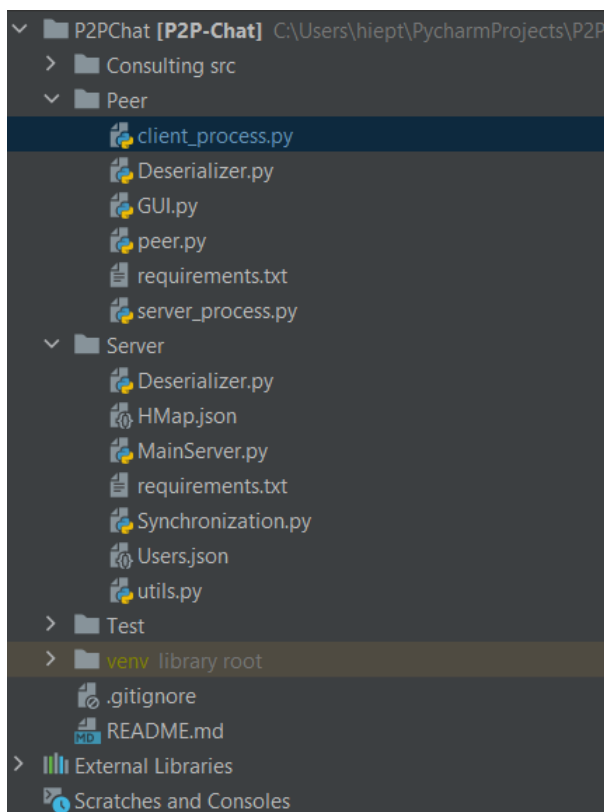 P2PChat [P2P-Chat] C:\Users\hiept\PycharmProjects\P2P
Consulting src
Peer
client_process.py
Deserializer.py
GUI.py
peer.py
requirements.txt
server_process.py
Server
Deserializer.py
HMap.json
MainServer.py
requirements.txt
Synchronization.py
Users.json
utils.py
Test
venv library root
.gitignore
MD README.md
External Libraries
Scratches and Consoles